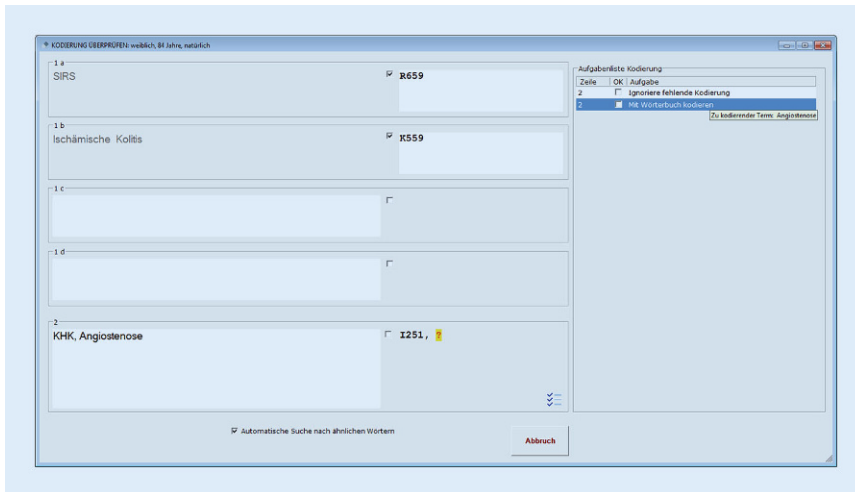 KODIERUNG ÜBERPRÜFEN: weiblich, 84 Jahre, natürlich
1 a
SIRS
R659
1 b
Ischämische Kolitis
K559
1 c
1 d
2
KHK, Angiostenose
I251, ?
Automatische Suche nach ähnlichen Wörtern
Abbruch
Aufgabenliste Kodierung
Zeile OK Aufgabe
2 Ignoriere fehlende Kodierung
2 Mit Wörterbuch kodieren
Zu kodierender Term: Angiostenose